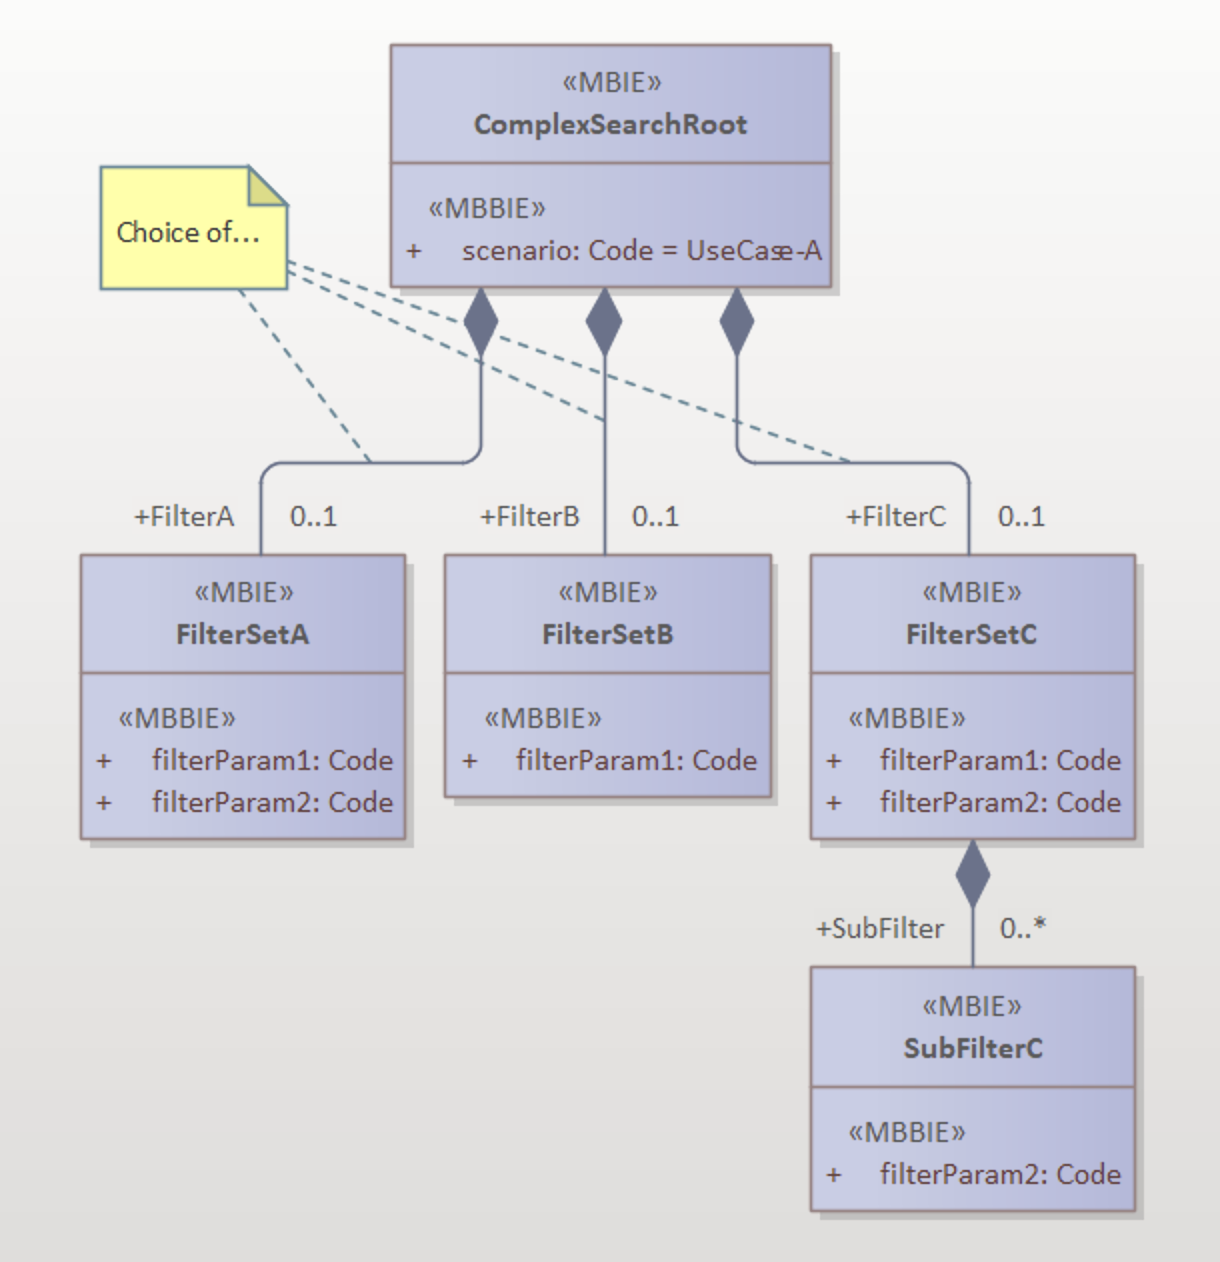 «MBIE»
ComplexSearchRoot
«MBBIE»
+ scenario: Code = UseCase-A
Choice of...
+FilterA 0..1
+FilterB 0..1
+FilterC 0..1
«MBIE»
FilterSetA
«MBBIE»
+ filterParam1: Code
+ filterParam2: Code
«MBIE»
FilterSetB
«MBBIE»
+ filterParam1: Code
«MBIE»
FilterSetC
«MBBIE»
+ filterParam1: Code
+ filterParam2: Code
+SubFilter 0..*
«MBIE»
SubFilterC
«MBBIE»
+ filterParam2: Code